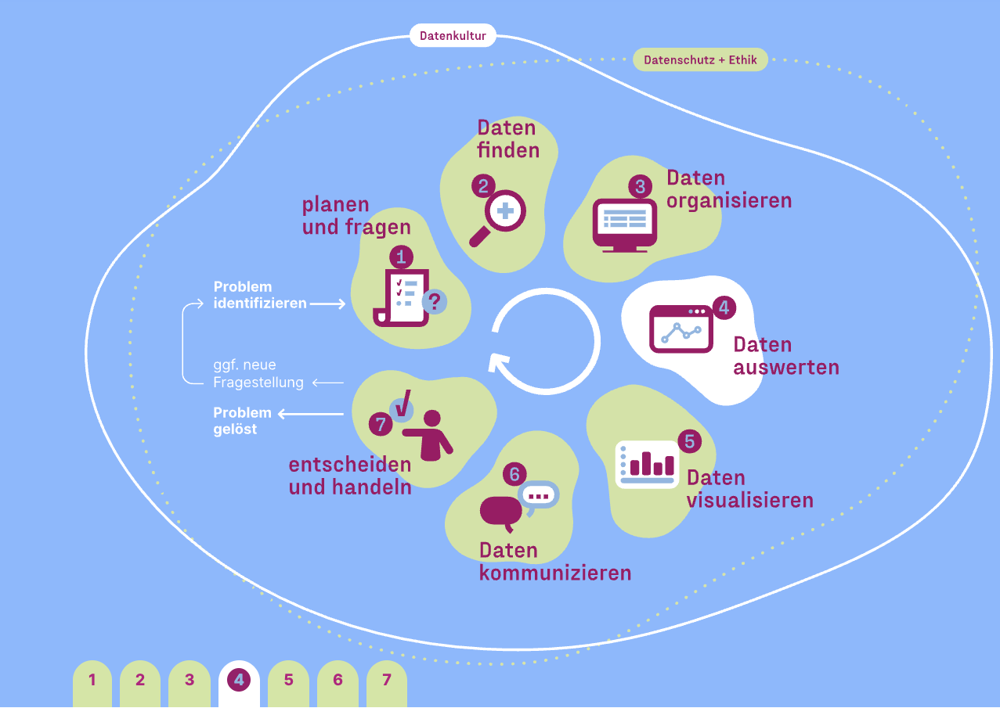 Datenkultur
Datenschutz + Ethik
planen
und fragen
1
?
Daten
finden
2
3
Daten
organisieren
4
Daten
auswerten
5
Daten
visualisieren
6
Daten
kommunizieren
7
entscheiden
und handeln
Problem
identifizieren
ggf. neue
Fragestellung
Problem
gelöst
1 2 3 4 5 6 7